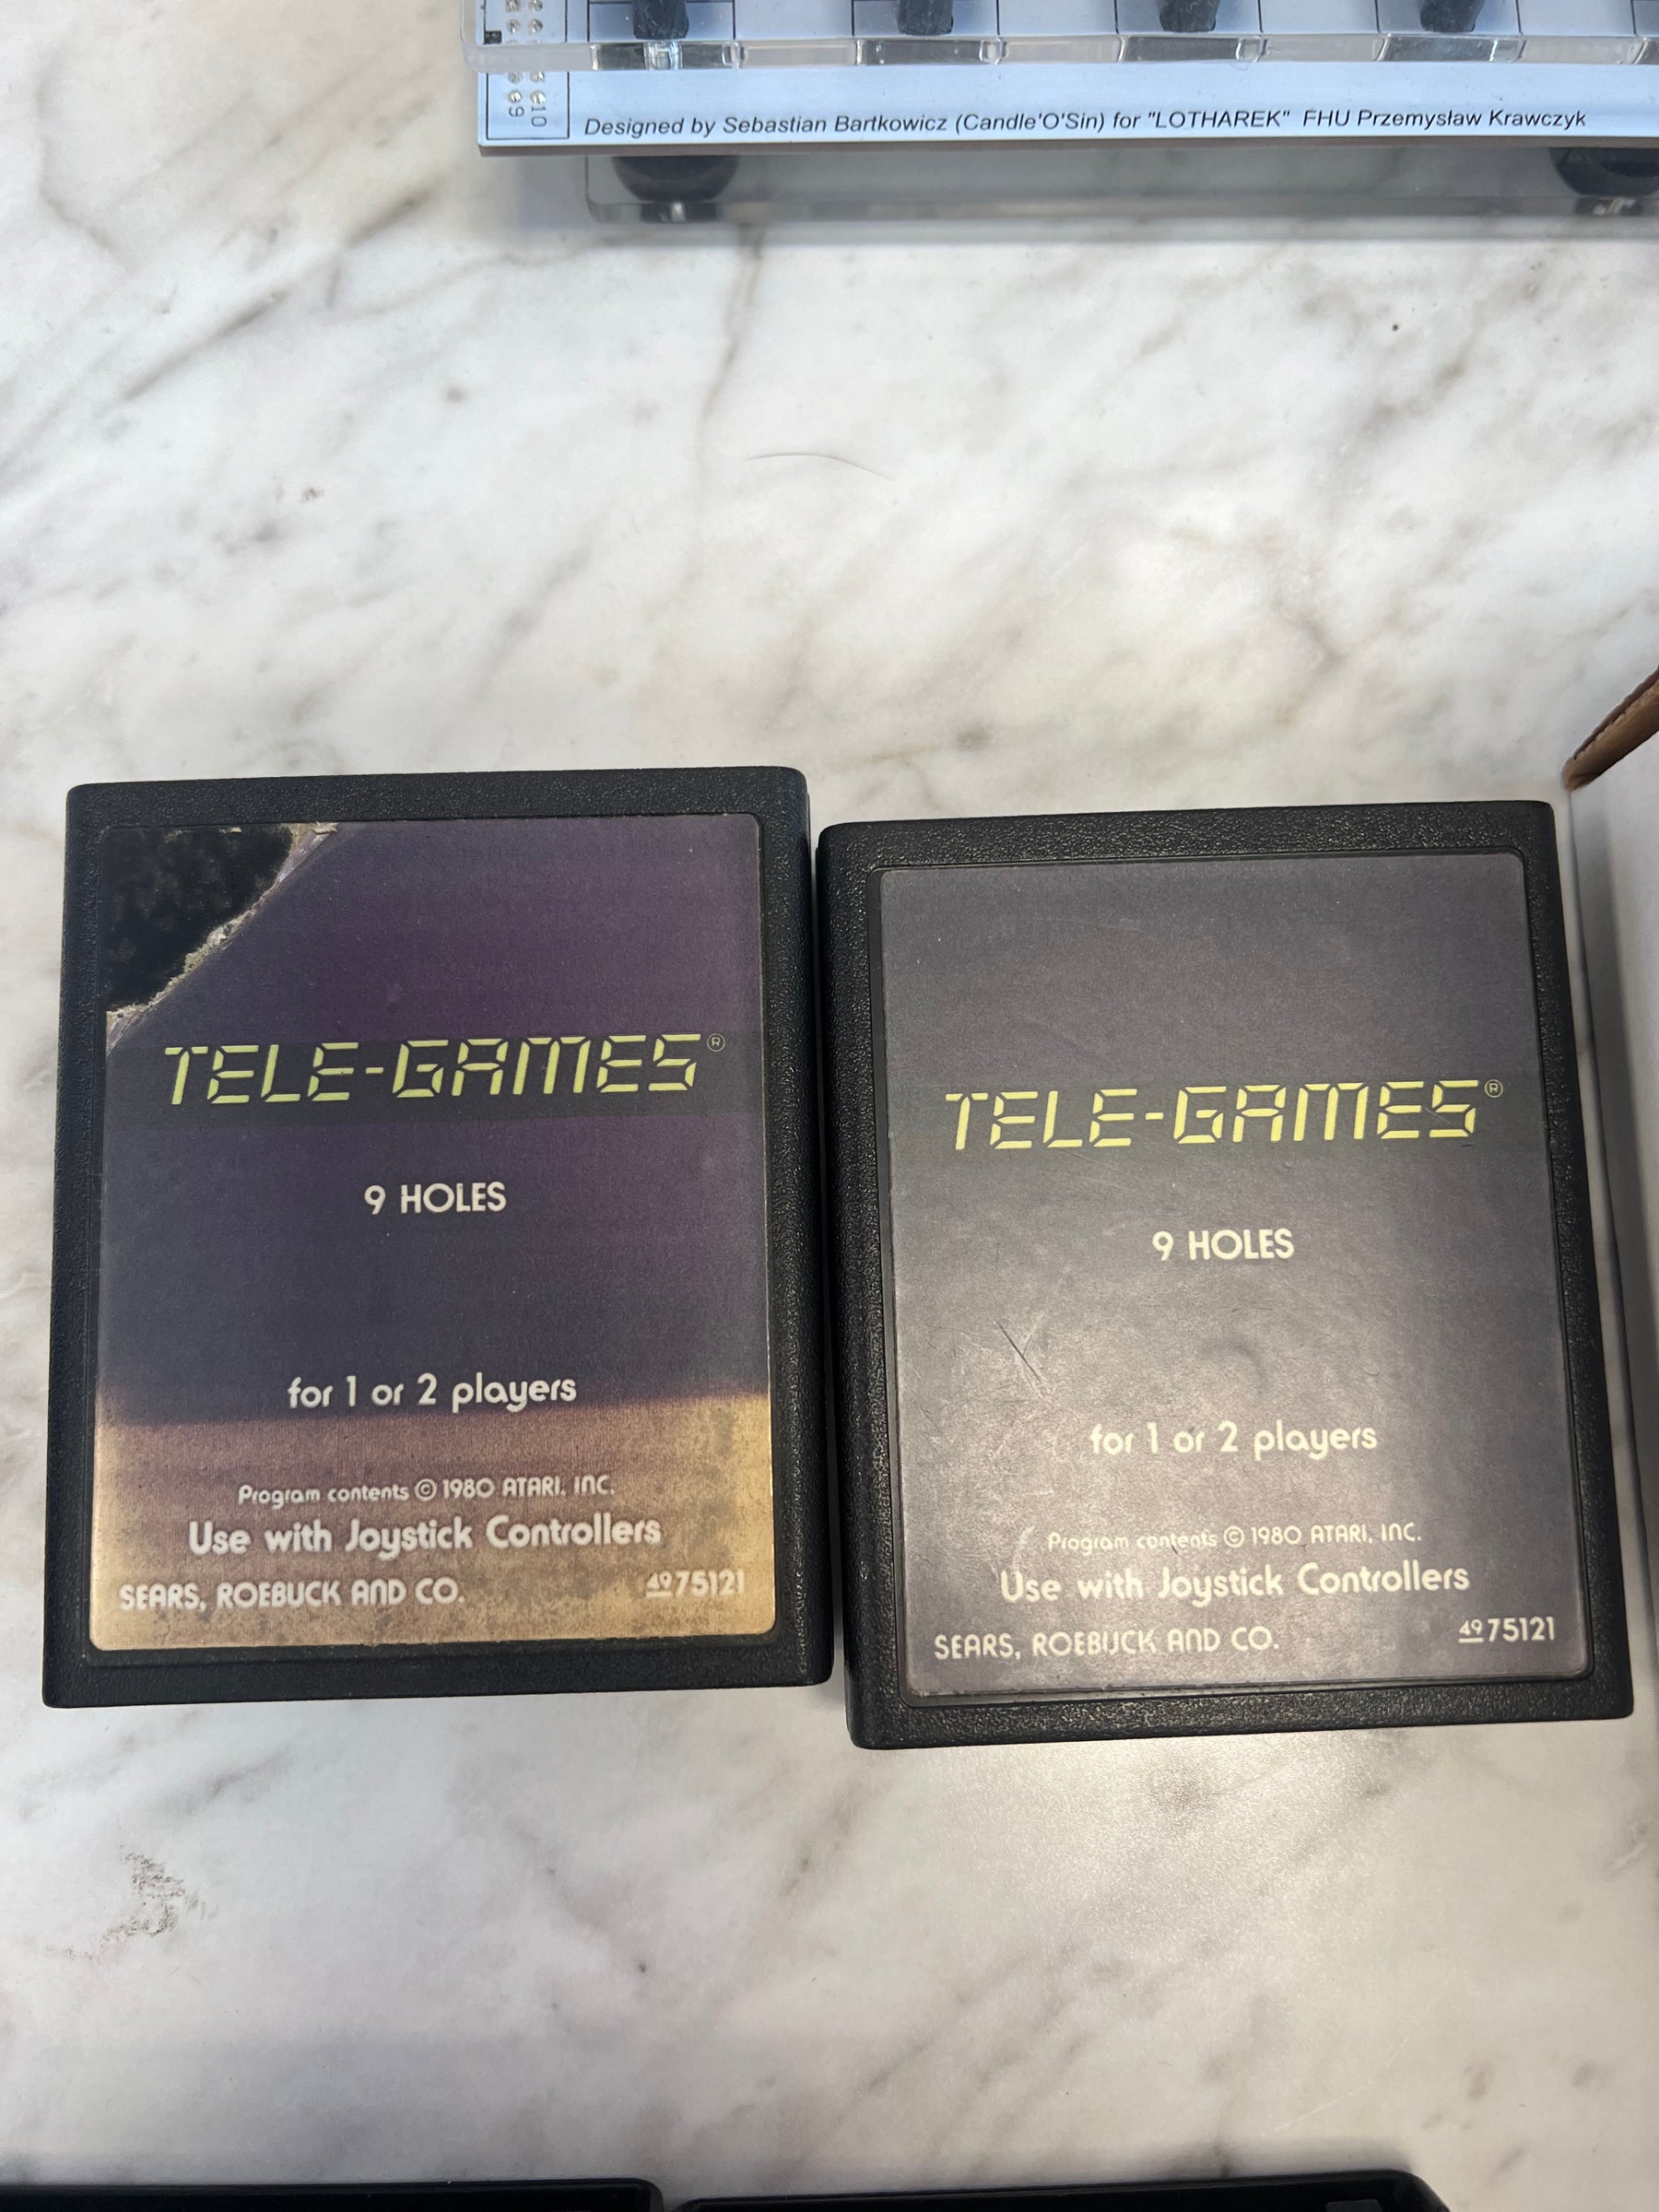 10
9
Designed by Sebastian Bartkowicz (Candle'O'Sin) for "LOTHAREK" FHU Przemysław Krawczyk
TELE-GAMES®
9 HOLES
for 1 or 2 players
Program contents © 1980 ATARI, INC.
Use with Joystick Controllers
SEARS, ROEBUCK AND CO. 49 75121
TELE-GAMES®
9 HOLES
for 1 or 2 players
Program contents © 1980 ATARI, INC.
Use with Joystick Controllers
SEARS, ROEBUCK AND CO. 49 75121